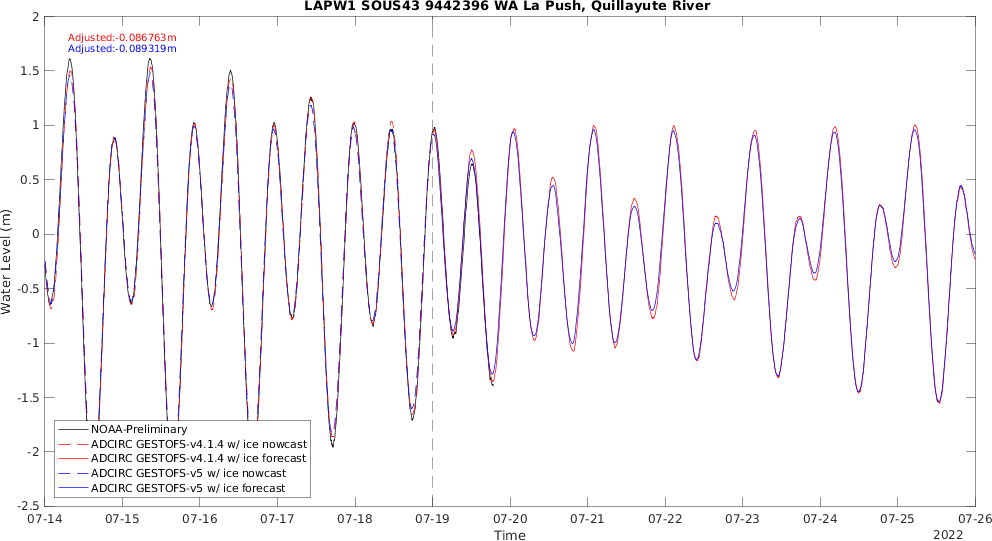 LAPW1 SOUS43 9442396 WA La Push, Quillayute River
Adjusted:-0.086763m
Adjusted:-0.089319m
2
1.5
1
0.5
0
-0.5
-1
-1.5
-2
-2.5
Water Level (m)
NOAA-Preliminary
ADCIRC GESTOFS-v4.1.4 w/ ice nowcast
ADCIRC GESTOFS-v4.1.4 w/ ice forecast
ADCIRC GESTOFS-v5 w/ ice nowcast
ADCIRC GESTOFS-v5 w/ ice forecast
07-14 07-15 07-16 07-17 07-18 07-19 07-20 07-21 07-22 07-23 07-24 07-25 07-26
Time
2022